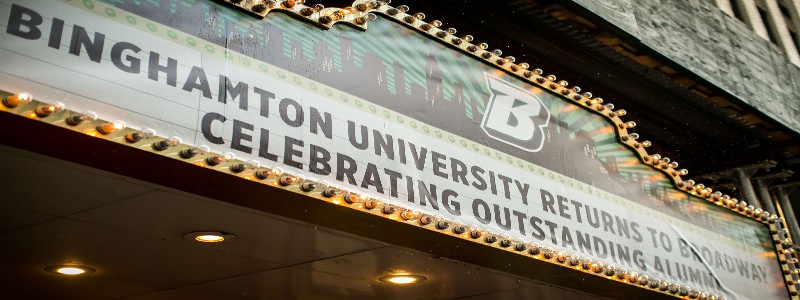 B
BINGHAMTON UNIVERSITY RETURNS TO BROADWAY
CELEBRATING OUTSTANDING ALUMNI